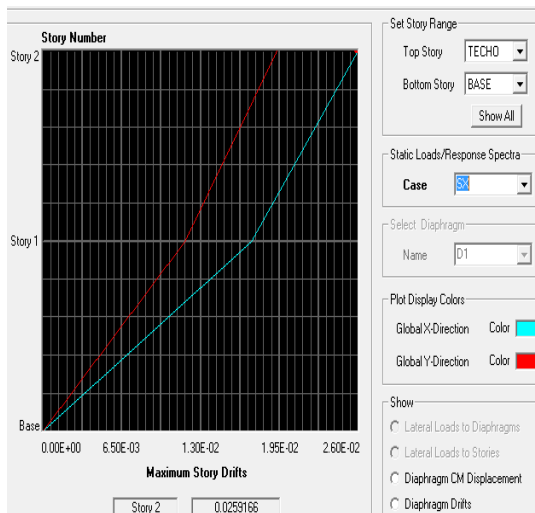 Story Number
Story 2
Story 1
Base
0.00E+00 6.50E-03 1.30E-02 1.95E-02 2.60E-02
Maximum Story Drifts
Story 2 0.0259166
Set Story Range
Top Story TECHO
Bottom Story BASE
Show All
Static Loads/Response Spectra
Case SX
Select Diaphragm
Name D1
Plot Display Colors
Global X-Direction Color
Global Y-Direction Color
Show
Lateral Loads to Diaphragms
Lateral Loads to Stories
Diaphragm CM Displacement
Diaphragm Drifts